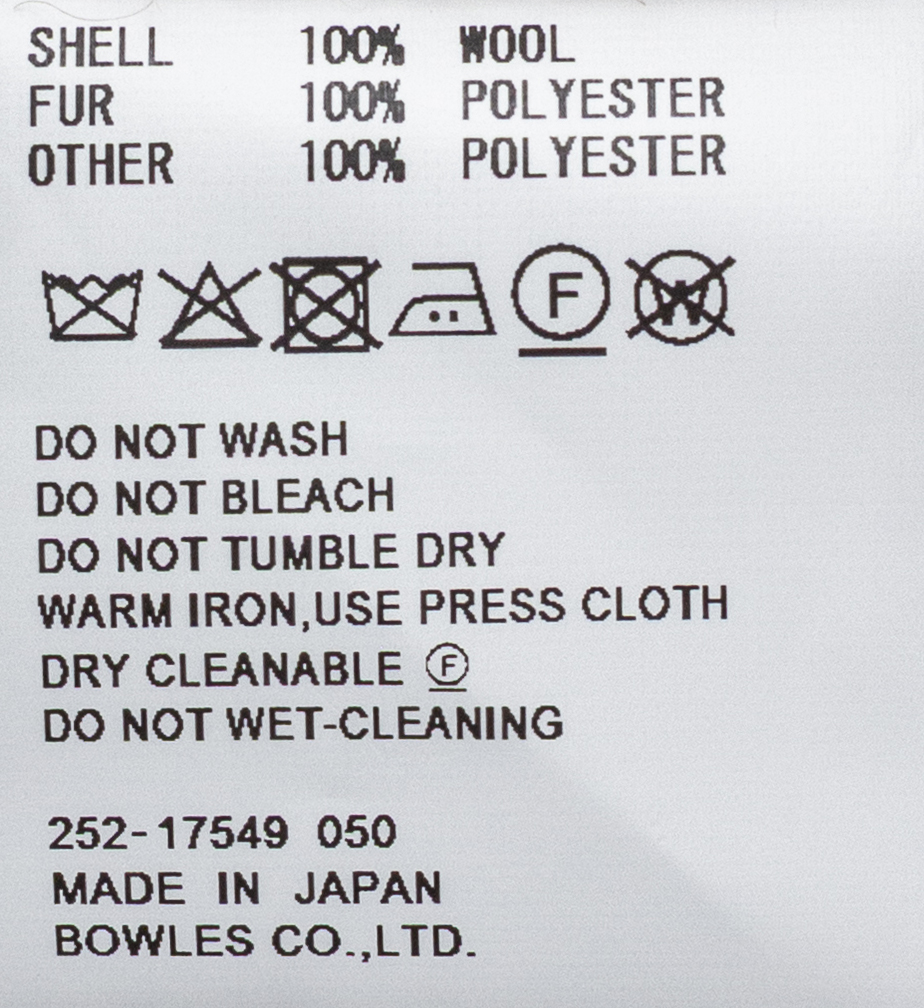 SHELL 100% WOOL
FUR 100% POLYESTER
OTHER 100% POLYESTER
F W
DO NOT WASH
DO NOT BLEACH
DO NOT TUMBLE DRY
WARM IRON,USE PRESS CLOTH
DRY CLEANABLE Ⓕ
DO NOT WET-CLEANING
252-17549 050
MADE IN JAPAN
BOWLES CO.,LTD.